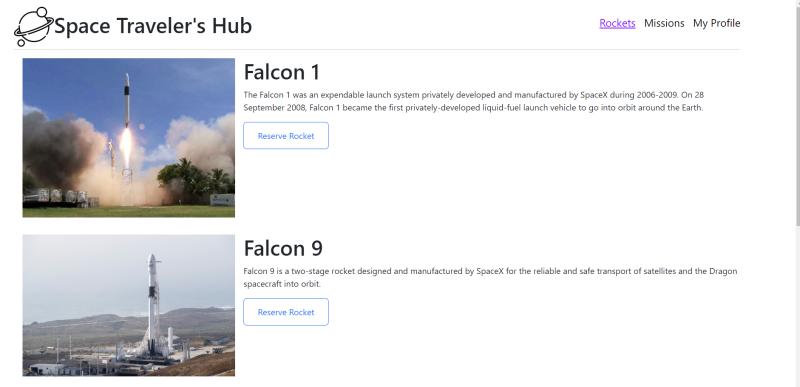 Space Traveler's Hub
Rockets Missions My Profile
Falcon 1
The Falcon 1 was an expendable launch system privately developed and manufactured by SpaceX during 2006-2009. On 28
September 2008, Falcon 1 became the first privately-developed liquid-fuel launch vehicle to go into orbit around the Earth.
Reserve Rocket
Falcon 9
Falcon 9 is a two-stage rocket designed and manufactured by SpaceX for the reliable and safe transport of satellites and the Dragon
spacecraft into orbit.
Reserve Rocket